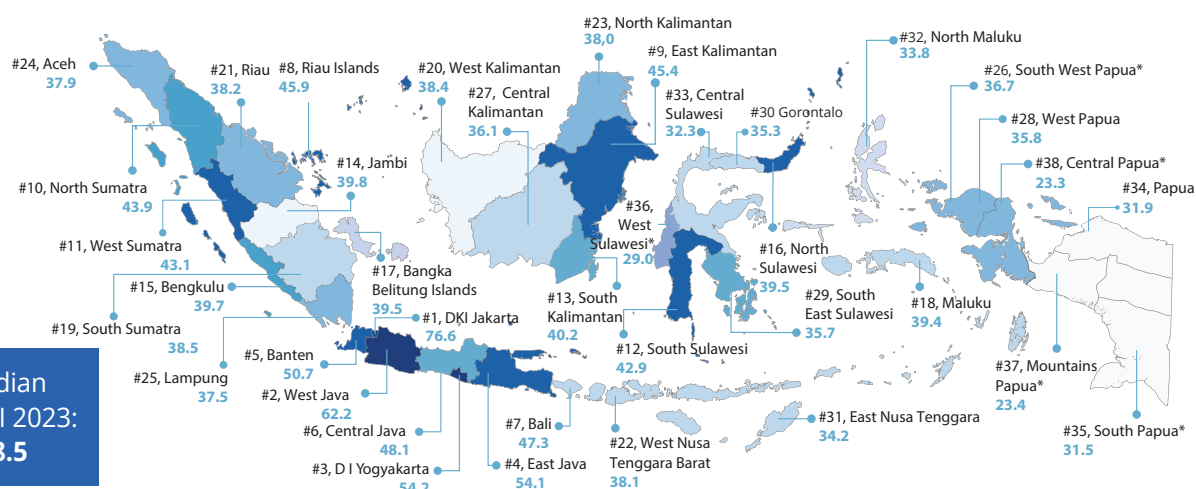 #23, North Kalimantan
38,0
#32, North Maluku
33.8
#9, East Kalimantan
45.4
#24, Aceh
37.9
#21, Riau
38.2
#8, Riau Islands
45.9
#20, West Kalimantan
38.4
#27, Central
Kalimantan
36.1
#33, Central
Sulawesi
32.3
#30 Gorontalo
35.3
#26, South West Papua*
36.7
#28, West Papua
35.8
#38, Central Papua*
23.3
#34, Papua
31.9
#14, Jambi
39.8
#10, North Sumatra
43.9
#36,
West
Sulawesi*
29.0
#11, West Sumatra
43.1
#16, North
Sulawesi
39.5
#17, Bangka
Belitung Islands
39.5
#15, Bengkulu
39.7
#13, South
Kalimantan
40.2
#29, South
East Sulawesi
35.7
#18, Maluku
39.4
#19, South Sumatra
38.5
#1, DKI Jakarta
76.6
#12, South Sulawesi
42.9
#5, Banten
50.7
#25, Lampung
37.5
#37, Mountains
Papua*
23.4
dian
I 2023:
3.5
#2, West Java
62.2
#6, Central Java
48.1
#7, Bali
47.3
#31, East Nusa Tenggara
34.2
#22, West Nusa
Tenggara Barat
38.1
#35, South Papua*
31.5
#3, D I Yogyakarta
54.2
#4, East Java
54.1